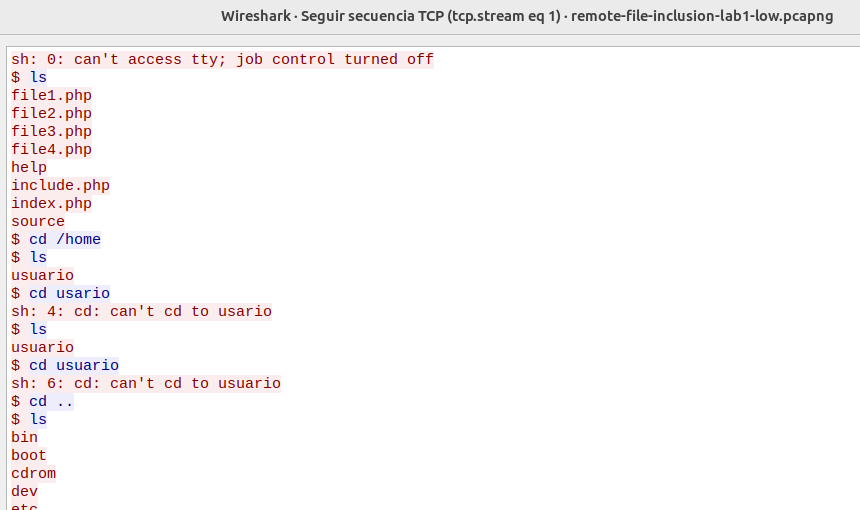 Wireshark · Seguir secuencia TCP (tcp.stream eq 1) · remote-file-inclusion-lab1-low.pcapng
sh: 0: can't access tty; job control turned off
$ ls
file1.php
file2.php
file3.php
file4.php
help
include.php
index.php
source
$ cd /home
$ ls
usuario
$ cd usario
sh: 4: cd: can't cd to usario
$ ls
usuario
$ cd usuario
sh: 6: cd: can't cd to usuario
$ cd ..
$ ls
bin
boot
cdrom
dev
etc